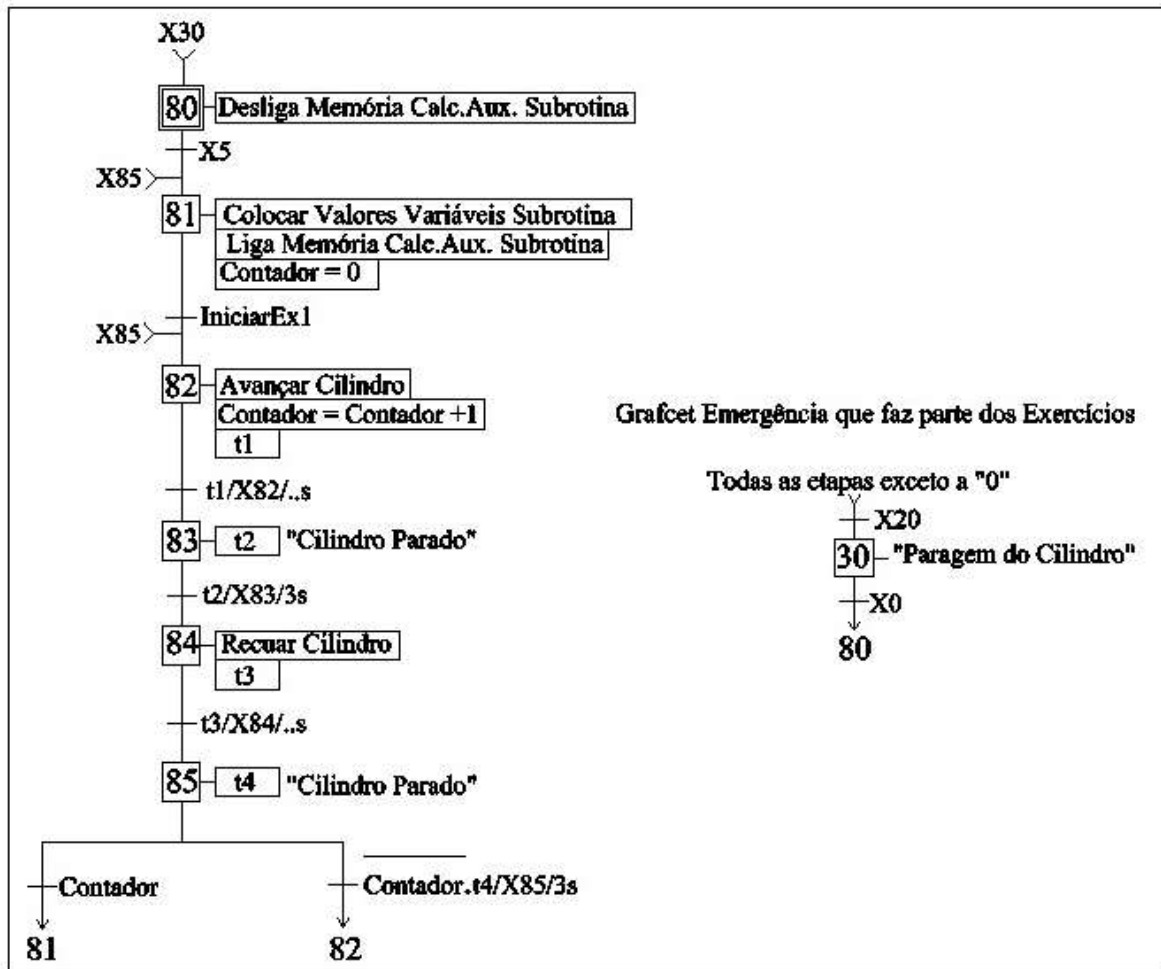 X30
80 Desliga Memória Calc.Aux. Subrotina
X5
X85
81 Colocar Valores Variáveis Subrotina
Liga Memória Calc.Aux. Subrotina
Contador = 0
IniciarEx1
X85
82 Avançar Cilindro
Contador = Contador +1
t1
t1/X82/..s
83 t2 "Cilindro Parado"
t2/X83/3s
84 Recuar Cilindro
t3
t3/X84/..s
85 t4 "Cilindro Parado"
Contador
Contador.t4/X85/3s
81
82
Grafcet Emergência que faz parte dos Exercícios
Todas as etapas exceto a "0"
X20
30 "Paragem do Cilindro"
X0
80